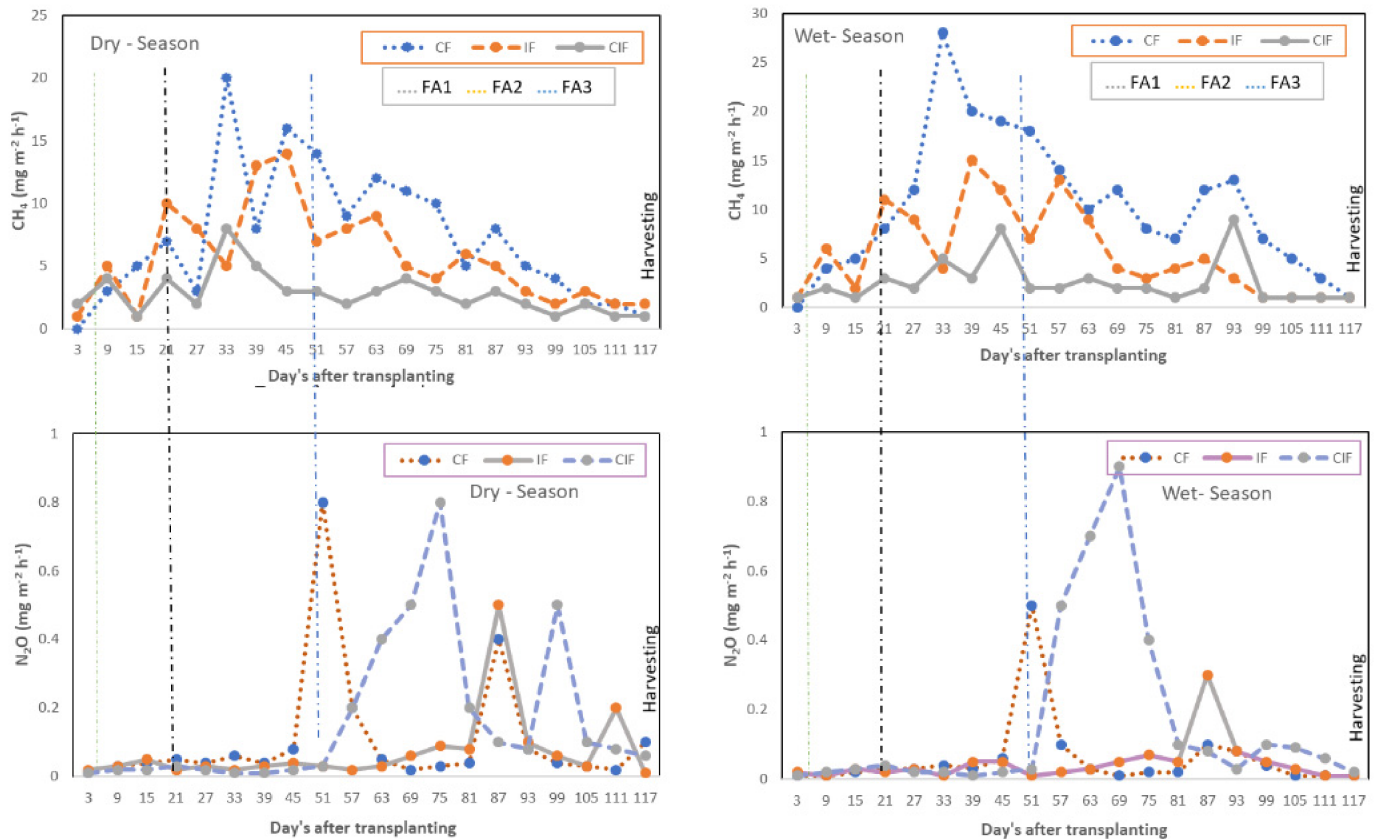 25
20
15
10
5
0
CH₄ (mg m⁻² h⁻¹)
Dry - Season
CF IF CIF
FA1 FA2 FA3
Harvesting
3 9 15 21 27 33 39 45 51 57 63 69 75 81 87 93 99 105 111 117
Day's after transplanting
30
25
20
15
10
5
0
CH₄ (mg m⁻² h⁻¹)
Wet- Season
CF IF CIF
FA1 FA2 FA3
Harvesting
3 9 15 21 27 33 39 45 51 57 63 69 75 81 87 93 99 105 111 117
Day's after transplanting
1
0.8
0.6
0.4
0.2
0
N₂O (mg m⁻² h⁻¹)
CF IF CIF
Dry - Season
Harvesting
3 9 15 21 27 33 39 45 51 57 63 69 75 81 87 93 99 105 111 117
Day's after transplanting
1
0.8
0.6
0.4
0.2
0
N₂O (mg m⁻² h⁻¹)
CF IF CIF
Wet- Season
Harvesting
3 9 15 21 27 33 39 45 51 57 63 69 75 81 87 93 99 105 111 117
Day's after transplanting